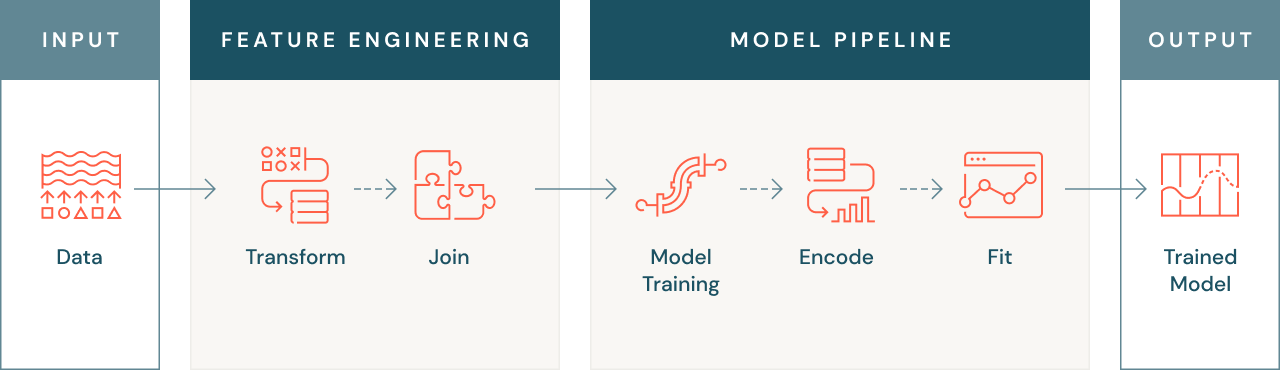 INPUT
FEATURE ENGINEERING
MODEL PIPELINE
OUTPUT
Data
Transform
Join
Model
Training
Encode
Fit
Trained
Model